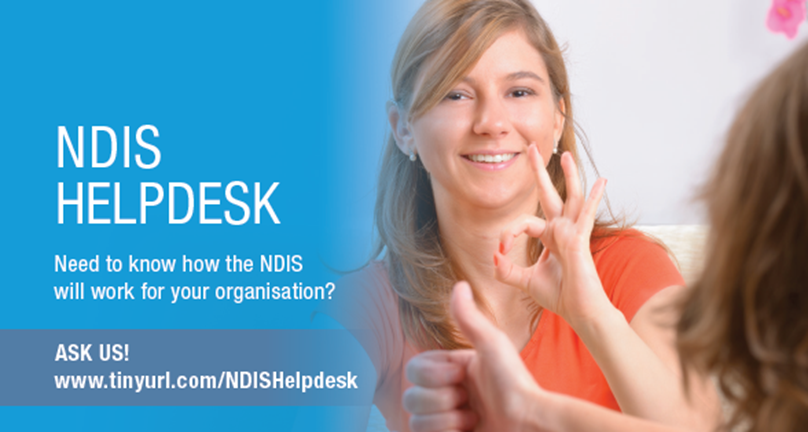 NDIS
HELPDESK
Need to know how the NDIS
will work for your organisation?
ASK US!
www.tinyurl.com/NDISHelpdesk